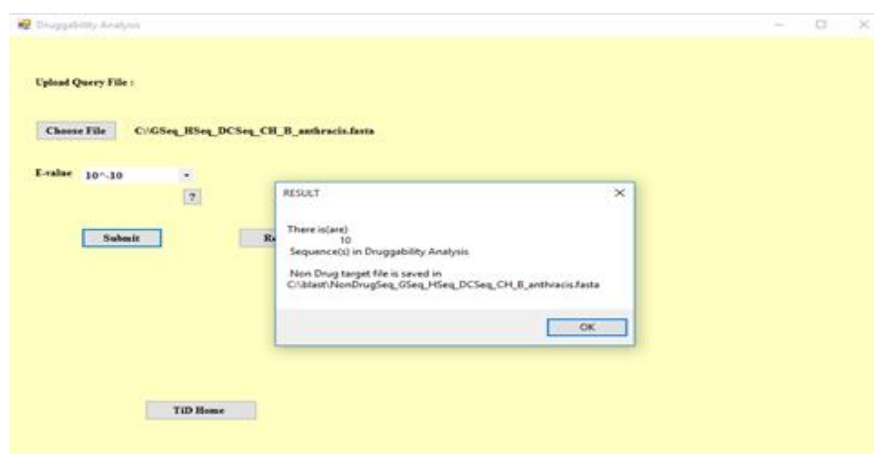 Druggability Analysis
Upload Query File :
Choose File C:\GSeq_HSeq_DCSeq_CH_B_anthracis.fasta
E-value 10^-10
?
Submit
RESULT
There is(are)
10
Sequence(s) in Druggability Analysis
Non Drug target file is saved in
C:\blast\NonDrugSeq_GSeq_HSeq_DCSeq_CH_B_anthracis.fasta
OK
TiD Home